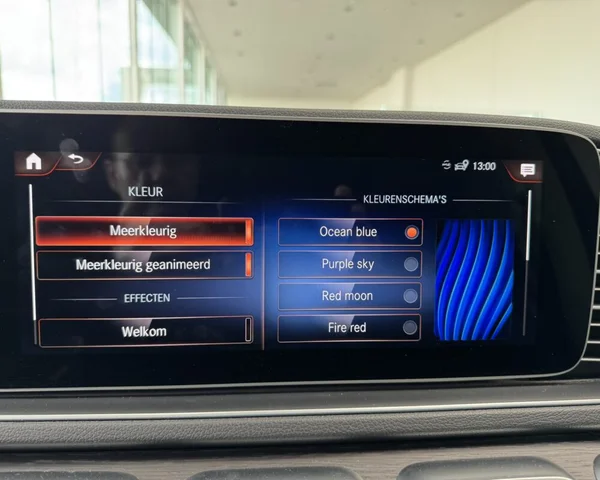 13:00
KLEUR
Meerkleurig
Meerkleurig geanimeerd
EFFECTEN
Welkom
KLEURENSCHEMA'S
Ocean blue
Purple sky
Red moon
Fire red